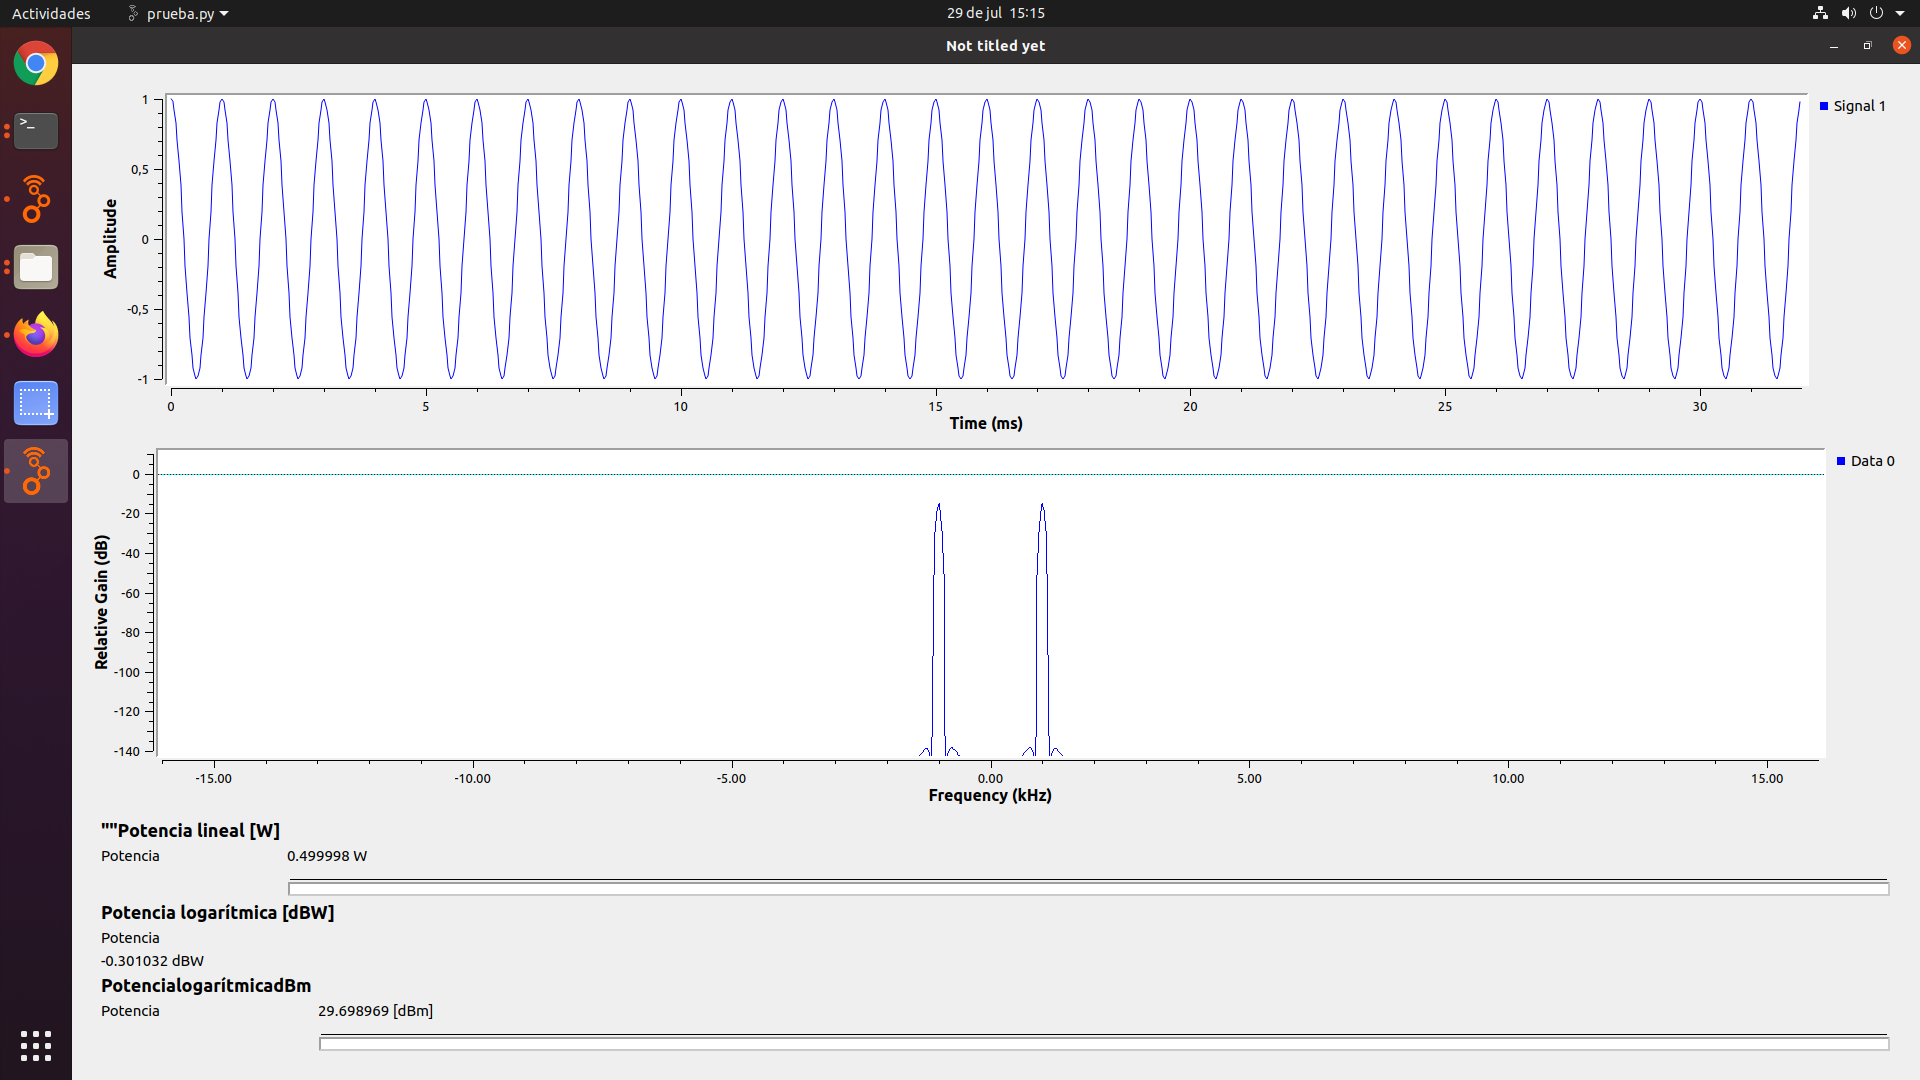 Actividades prueba.py 29 de jul 15:15
Not titled yet
1
0,5
0
-0,5
-1
Amplitude
0 5 10 15 20 25 30
Time (ms)
Signal 1
0
-20
-40
-60
-80
-100
-120
-140
Relative Gain (dB)
-15.00 -10.00 -5.00 0.00 5.00 10.00 15.00
Frequency (kHz)
Data 0
""Potencia lineal [W]
Potencia 0.499998 W
Potencia logarítmica [dBW]
Potencia
-0.301032 dBW
PotencialogarítmicadBm
Potencia 29.698969 [dBm]